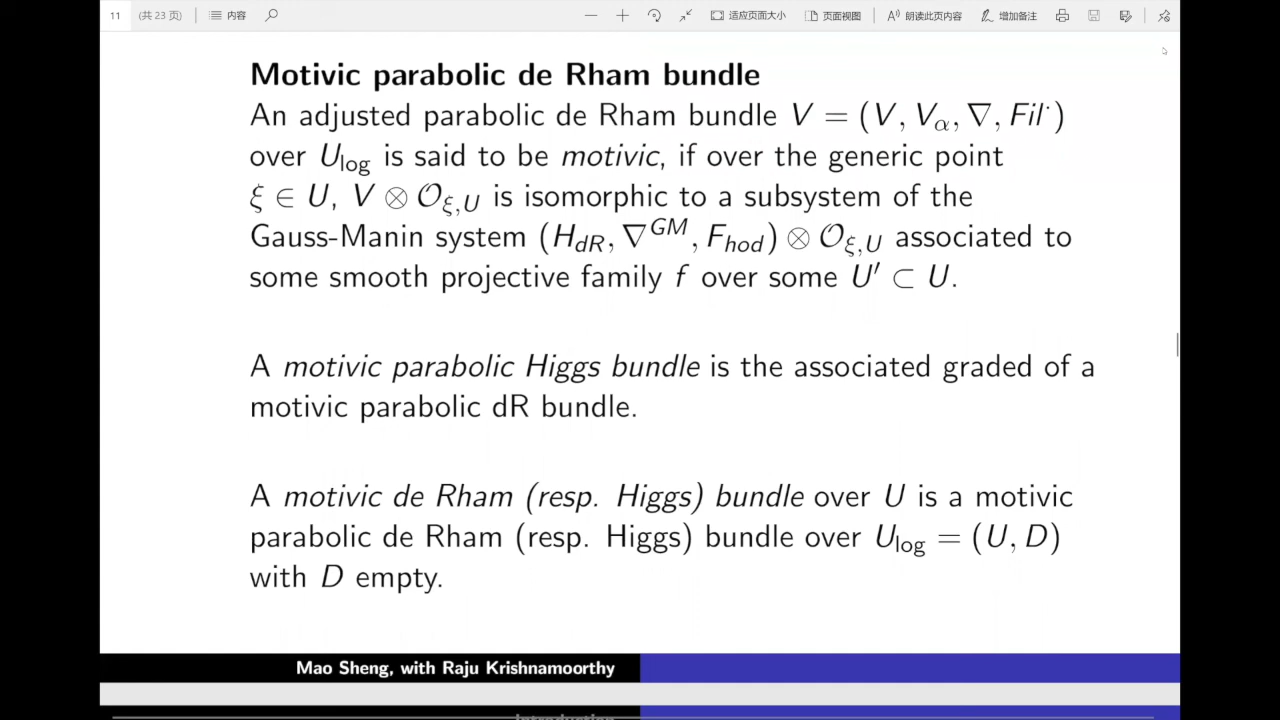 11 (共 23 页) 内容 适应页面大小 页面视图 朗读此页内容 增加备注
Motivic parabolic de Rham bundle
An adjusted parabolic de Rham bundle V = (V, V_α, ∇, Fil^·)
over U_log is said to be motivic, if over the generic point
ξ ∈ U, V ⊗ 𝒪_{ξ,U} is isomorphic to a subsystem of the
Gauss-Manin system (H_{dR}, ∇^{GM}, F_{hod}) ⊗ 𝒪_{ξ,U} associated to
some smooth projective family f over some U′ ⊂ U.
A motivic parabolic Higgs bundle is the associated graded of a
motivic parabolic dR bundle.
A motivic de Rham (resp. Higgs) bundle over U is a motivic
parabolic de Rham (resp. Higgs) bundle over U_log = (U, D)
with D empty.
Mao Sheng, with Raju Krishnamoorthy